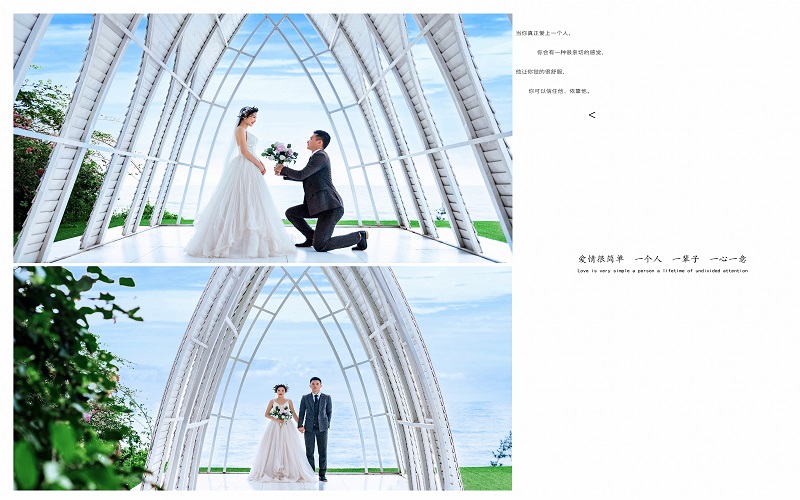 当你真正爱上一个人,
你会有一种很亲切的感觉,
他让你觉的很舒服,
你可以信任他、依靠他。
<
爱情很简单 一个人 一辈子 一心一意
Love is very simple a person a lifetime of undivided attention